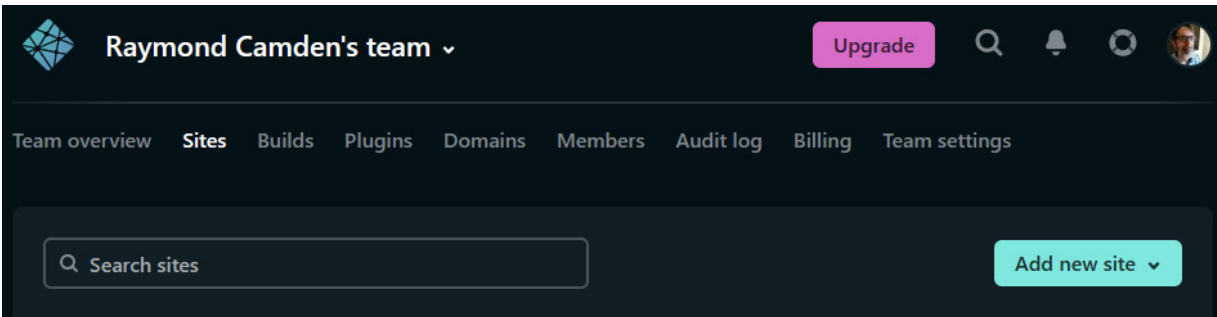 Raymond Camden's team
Upgrade
Team overview Sites Builds Plugins Domains Members Audit log Billing Team settings
Search sites
Add new site